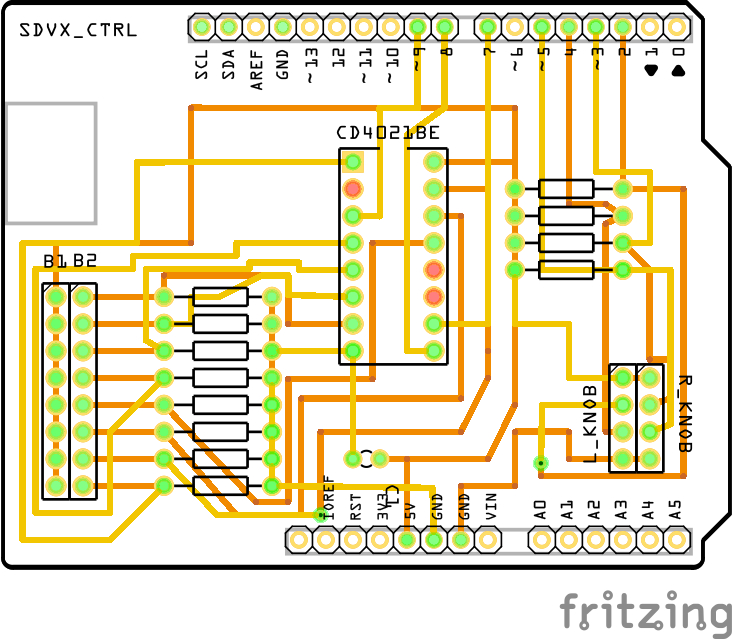 SDVX_CTRL
SCL
SDA
AREF
GND
~13
12
~11
~10
~9
8
7
~6
~5
4
~3
2
1
0
CD4021BE
B1 B2
L_KNOB
R_KNOB
C1
IOREF
RST
3V3
5V
GND
GND
VIN
A0
A1
A2
A3
A4
A5
fritzing